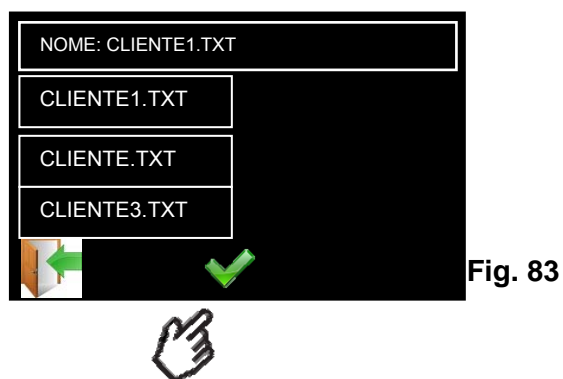 NOME: CLIENTE1.TXT
CLIENTE1.TXT
CLIENTE.TXT
CLIENTE3.TXT
Fig. 83